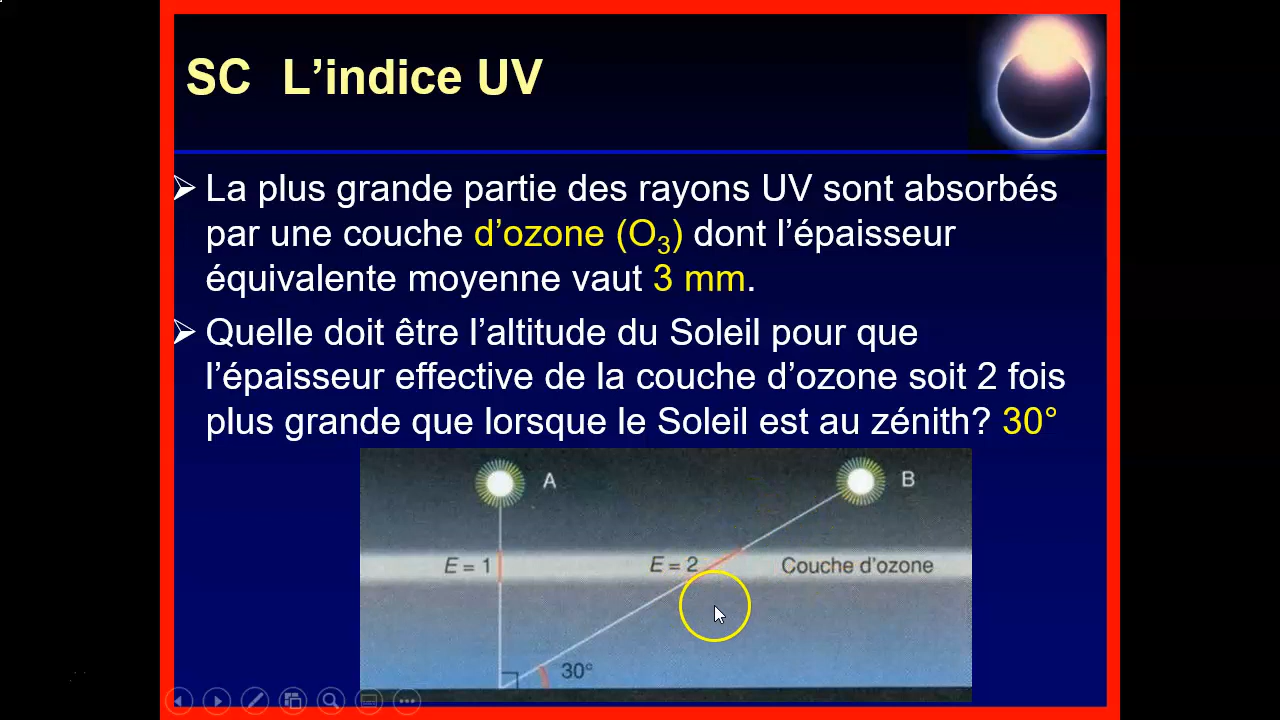 SC L’indice UV
La plus grande partie des rayons UV sont absorbés
par une couche d’ozone (O₃) dont l’épaisseur
équivalente moyenne vaut 3 mm.
Quelle doit être l’altitude du Soleil pour que
l’épaisseur effective de la couche d’ozone soit 2 fois
plus grande que lorsque le Soleil est au zénith? 30°
A
B
E = 1
E = 2
Couche d’ozone
30°